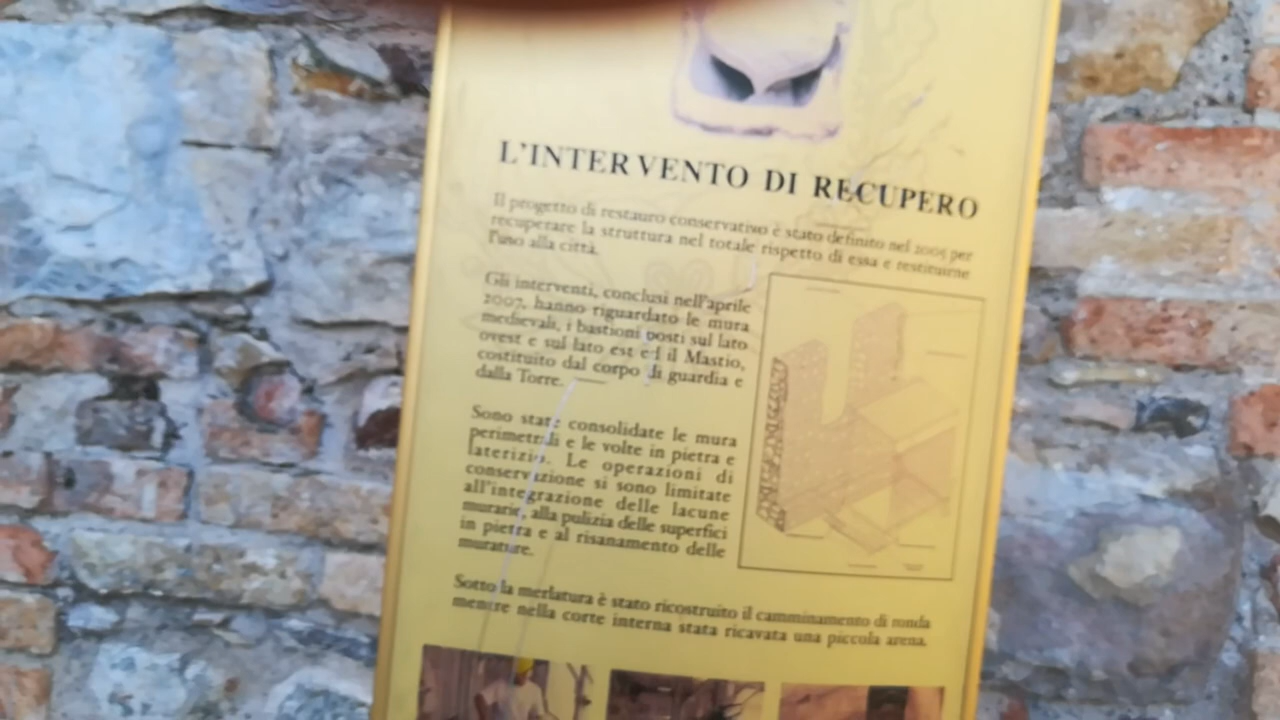 L'INTERVENTO DI RECUPERO
Il progetto di restauro conservativo è stato definito nel 2005 per
recuperare la struttura nel totale rispetto di essa e restituirne
l'uso alla città.
Gli interventi, conclusi nell'aprile
2007, hanno riguardato le mura
medievali, i bastioni posti sul lato
ovest e sul lato est ed il Mastio,
costituito dal corpo di guardia e
dalla Torre.
Sono state consolidate le mura
perimetrali e le volte in pietra e
laterizio. Le operazioni di
conservazione si sono limitate
all'integrazione delle lacune
murarie, alla pulizia delle superfici
in pietra e al risanamento delle
murature.
Sotto la merlatura è stato ricostruito il camminamento di ronda
mentre nella corte interna stata ricavata una piccola arena.